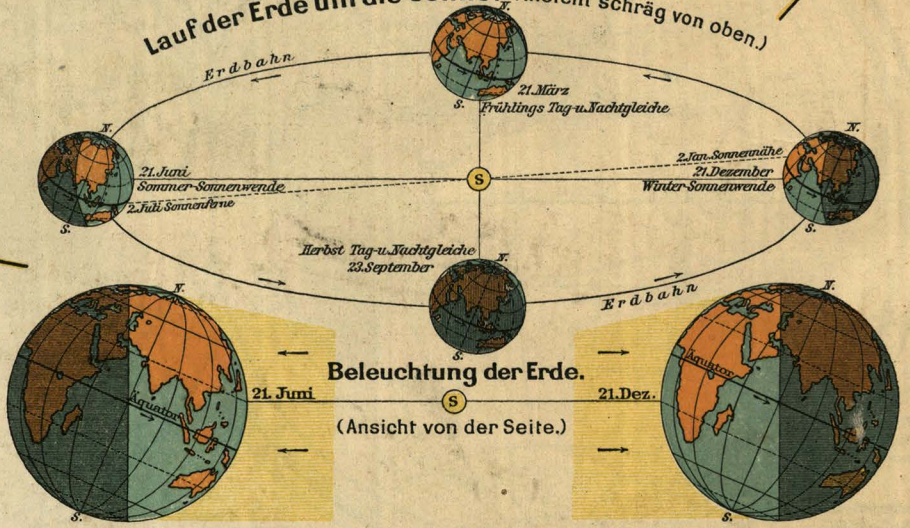 Lauf der Erde um die schräg von oben.)
N.
Erdbahn
S.
21. März
Frühlings Tag-u. Nachtgleiche
N.
21. Juni
Sommer-Sonnenwende
2. Juli Sonnenferne
S.
S
N.
2. Jan. Sonnennähe
21. Dezember
Winter-Sonnenwende
S.
Herbst Tag-u. Nachtgleiche
23. September
N.
S.
Erdbahn
N.
Äquator
S.
21. Juni
Beleuchtung der Erde.
S
21. Dez.
(Ansicht von der Seite.)
N.
Äquator
S.